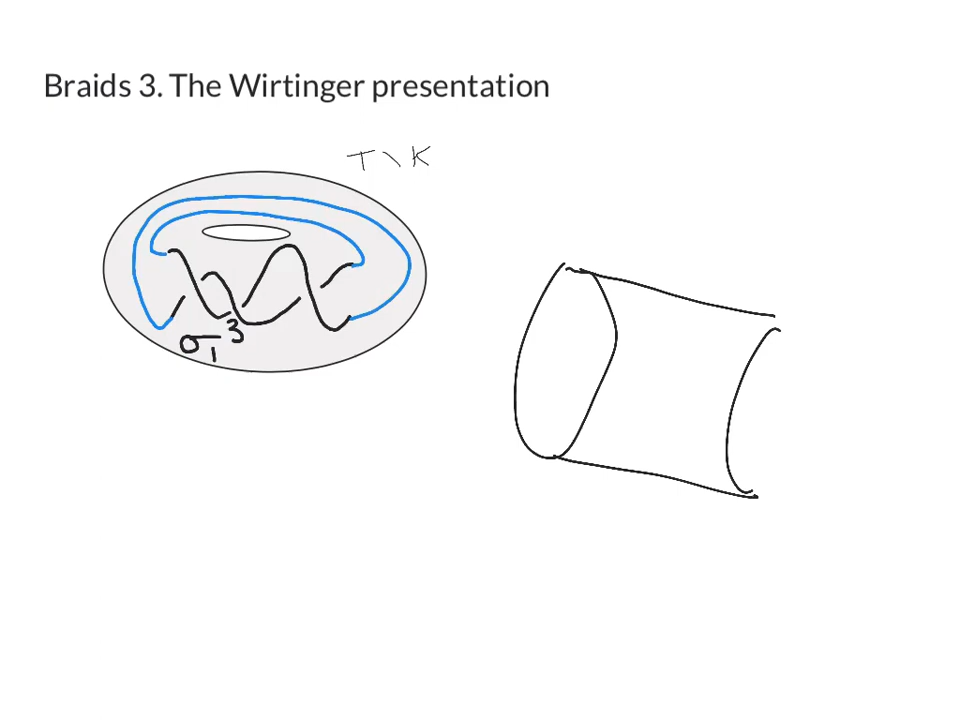 Braids 3. The Wirtinger presentation
T \ K
σ₁³